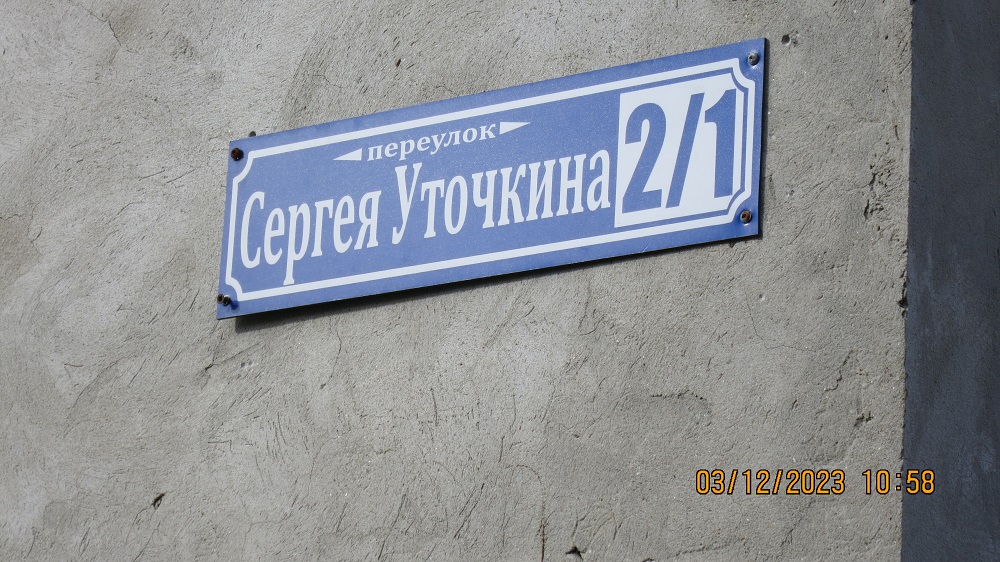 переулок
Сергея Уточкина 2/1
03/12/2023 10:58